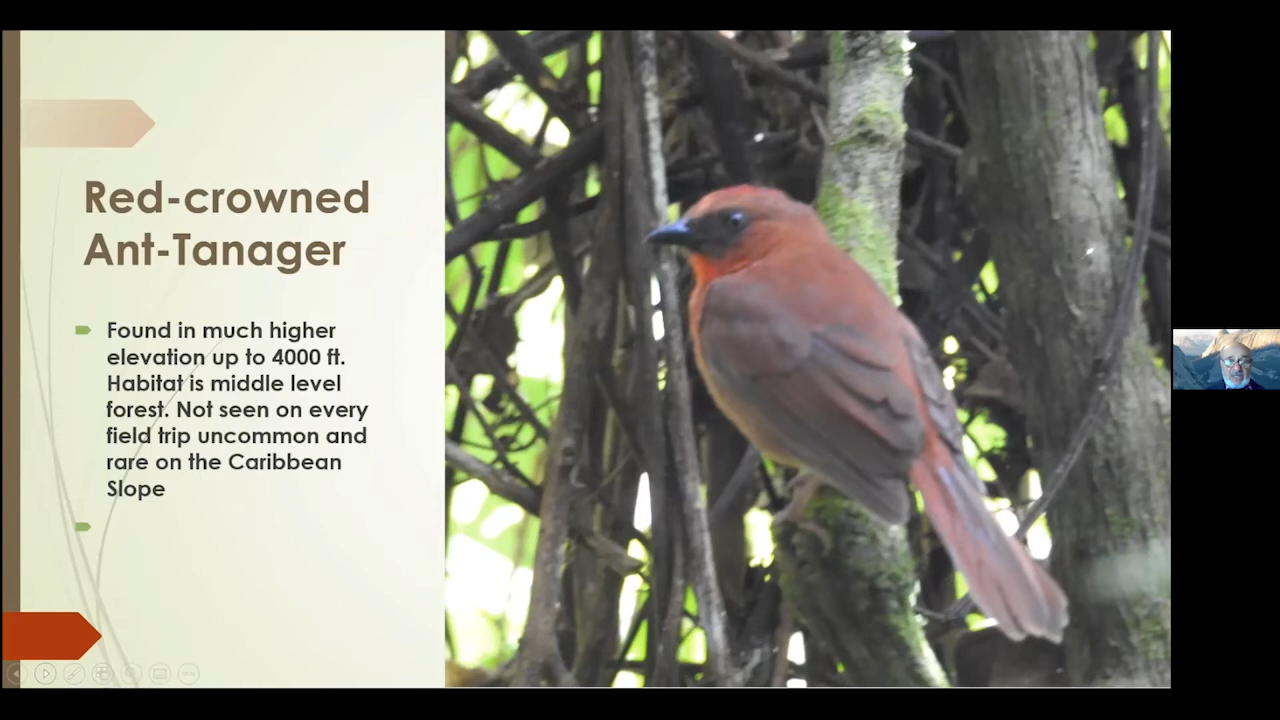 Red-crowned
Ant-Tanager
Found in much higher
elevation up to 4000 ft.
Habitat is middle level
forest. Not seen on every
field trip uncommon and
rare on the Caribbean
Slope